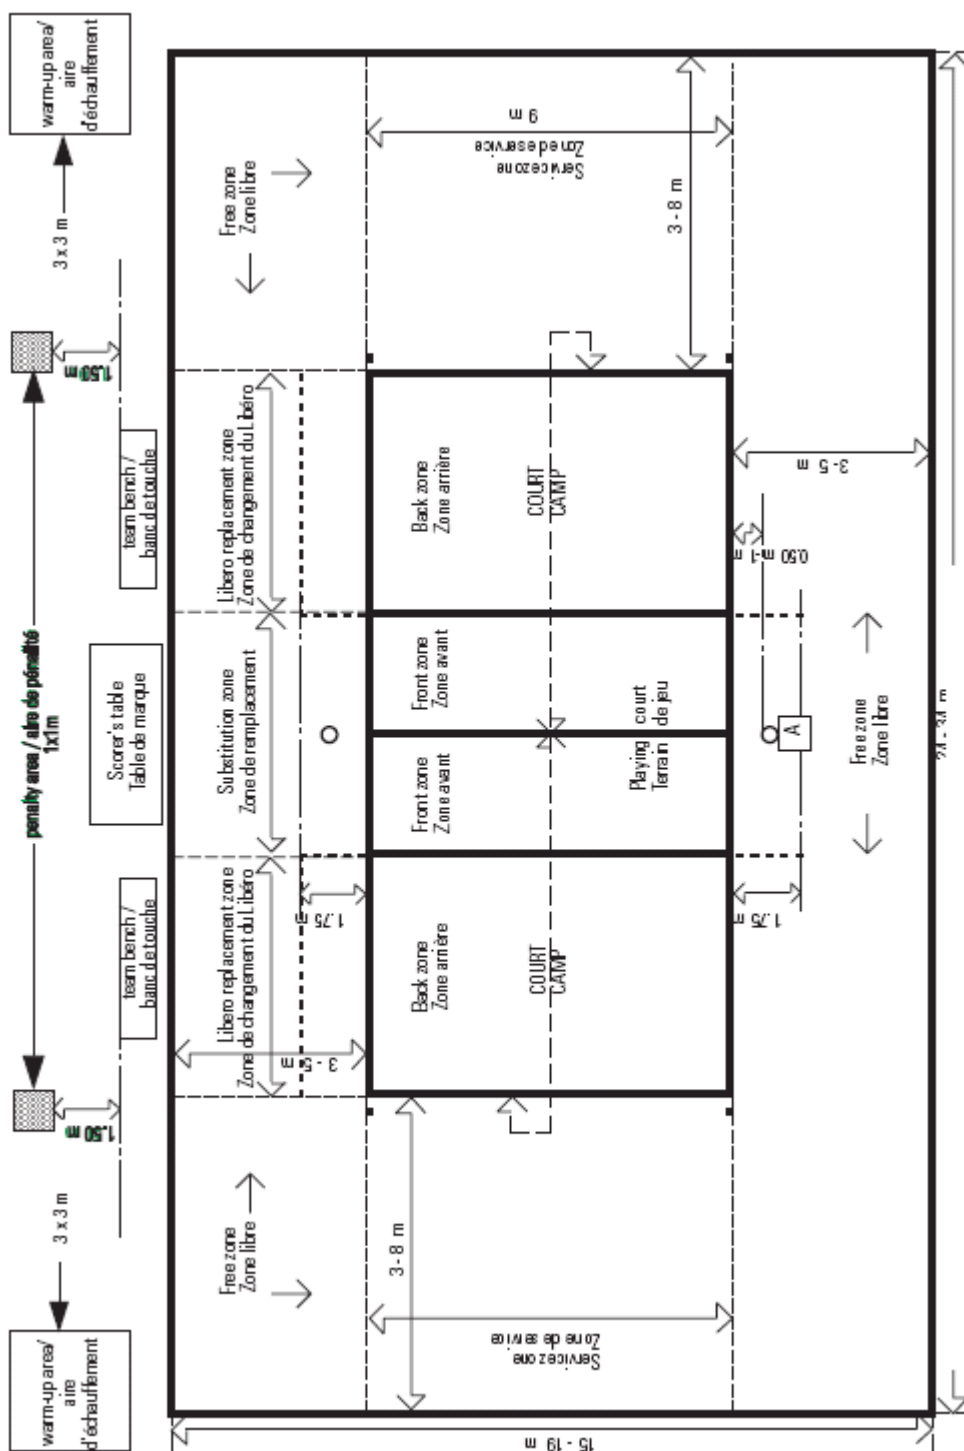 warm-up area/
aire
d'échauffement
3 x 3 m
1.50 m
penalty area / aire de pénalité
1x1m
1.50 m
3 x 3 m
warm-up area/
aire
d'échauffement
team bench /
banc de touche
Scorer's table
Table de marque
team bench /
banc de touche
Free zone
Zone libre
Libero replacement zone
Zone de changement du Libéro
Substitution zone
Zone de remplacement
Libero replacement zone
Zone de changement du Libéro
Free zone
Zone libre
3 - 5 m
1.75 m
Back zone
Zone arrière
Front zone
Zone avant
Front zone
Zone avant
Back zone
Zone arrière
COURT
CAMP
COURT
CAMP
Playing court
Terrain de jeu
3 - 8 m
3 - 8 m
9 m
Service zone
Zone de service
Service zone
Zone de service
1.75 m
A
0.50 m -1 m
3- 5 m
Free zone
Zone libre
24 - 34 m
15 - 19 m